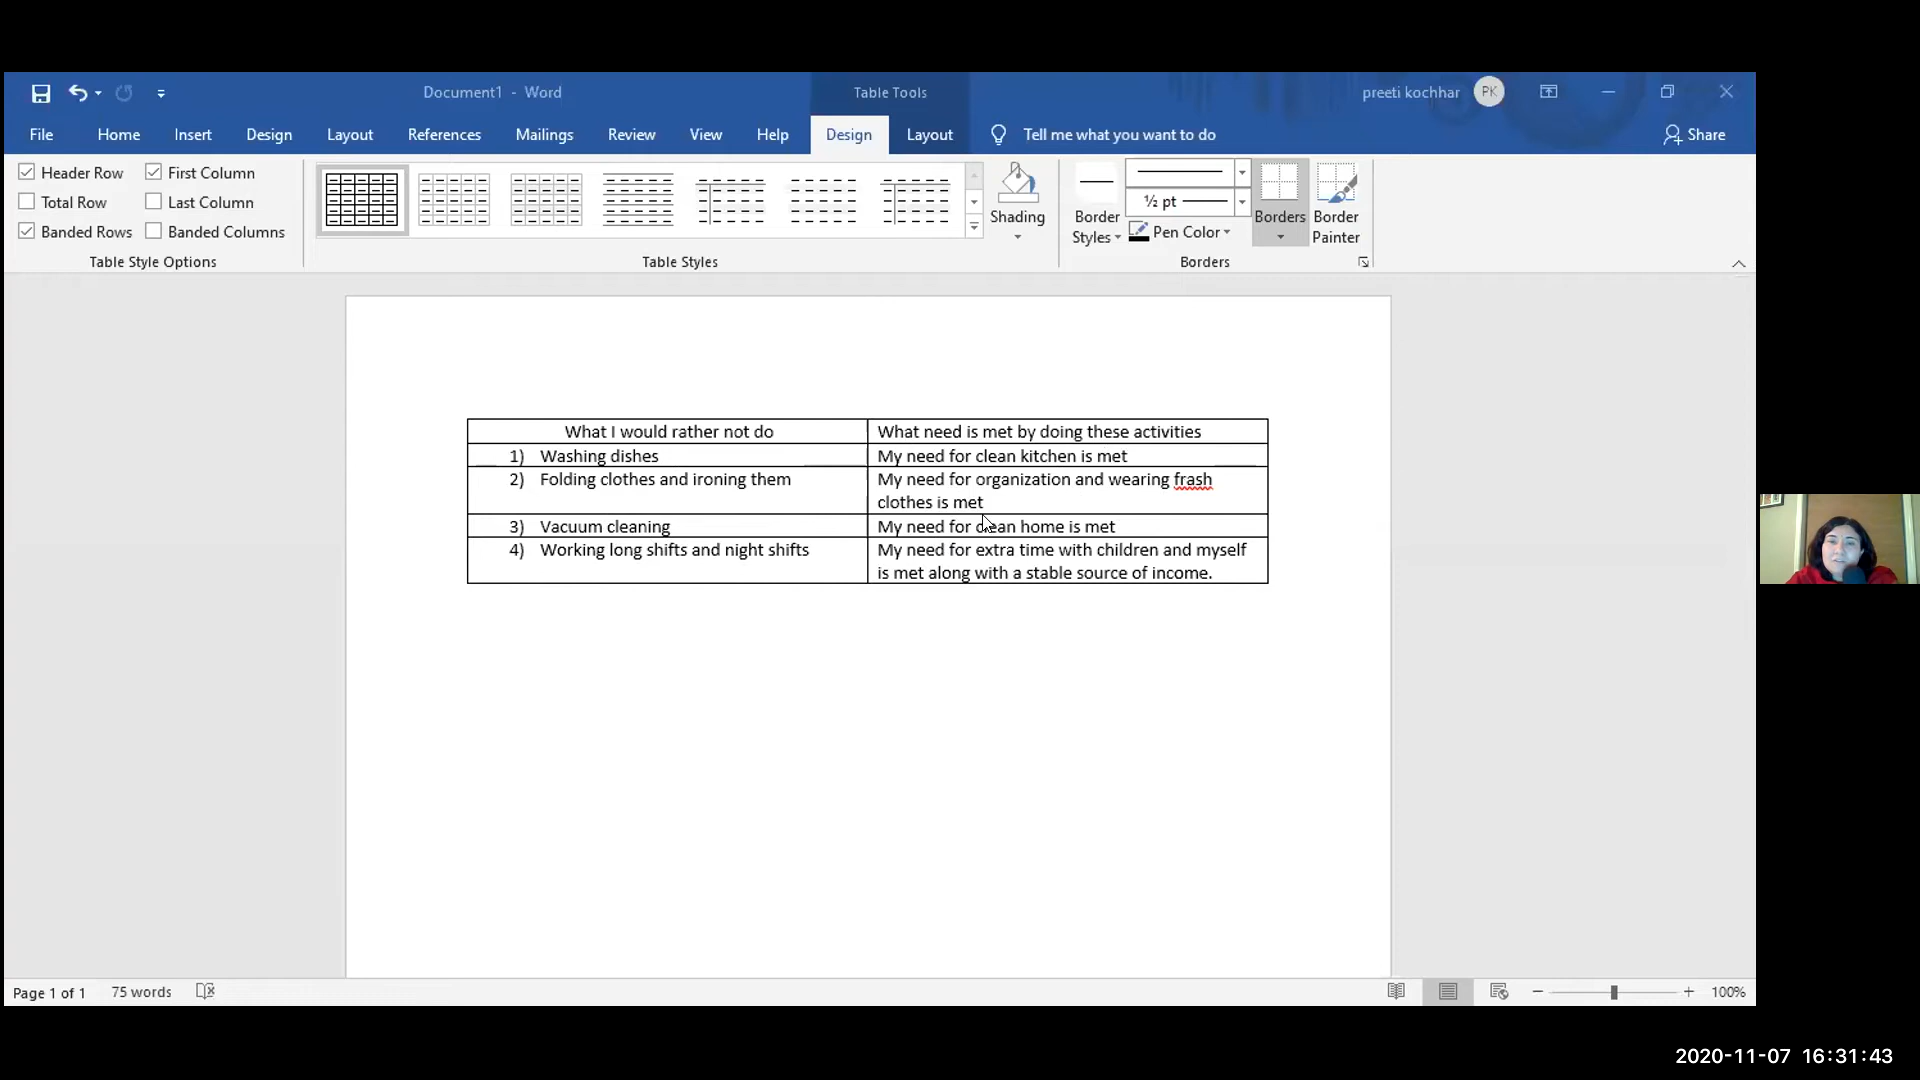 Document1 - Word
Table Tools
preeti kochhar
PK
File
Home
Insert
Design
Layout
References
Mailings
Review
View
Help
Design
Layout
Tell me what you want to do
Share
Header Row
First Column
Total Row
Last Column
Banded Rows
Banded Columns
Table Style Options
Table Styles
Shading
Border
Styles
½ pt
Pen Color
Borders
Border
Painter
Borders
What I would rather not do
What need is met by doing these activities
1) Washing dishes
My need for clean kitchen is met
2) Folding clothes and ironing them
My need for organization and wearing frash
clothes is met
3) Vacuum cleaning
My need for clean home is met
4) Working long shifts and night shifts
My need for extra time with children and myself
is met along with a stable source of income.
Page 1 of 1
75 words
100%
2020-11-07 16:31:43